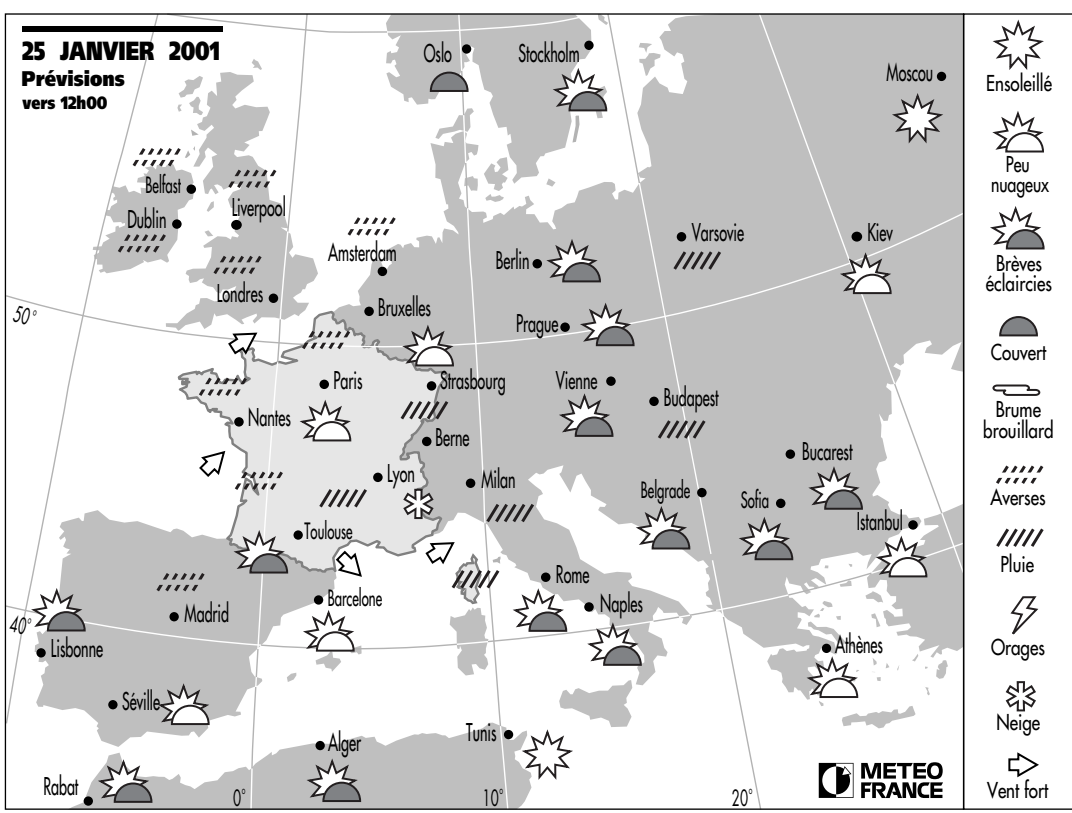 25 JANVIER 2001
Prévisions
vers 12h00
Oslo
Stockholm
Moscou
Belfast
Dublin
Liverpool
Amsterdam
Londres
Bruxelles
Berlin
Varsovie
Kiev
50°
Prague
Paris
Strasbourg
Vienne
Budapest
Nantes
Berne
Lyon
Milan
Bucarest
Belgrade
Sofia
Istanbul
Toulouse
Rome
Barcelone
Naples
Madrid
40°
Lisbonne
Athènes
Séville
Alger
Tunis
Rabat
0°
10°
20°
METEO
FRANCE
Ensoleillé
Peu
nuageux
Brèves
éclaircies
Couvert
Brume
brouillard
Averses
Pluie
Orages
Neige
Vent fort